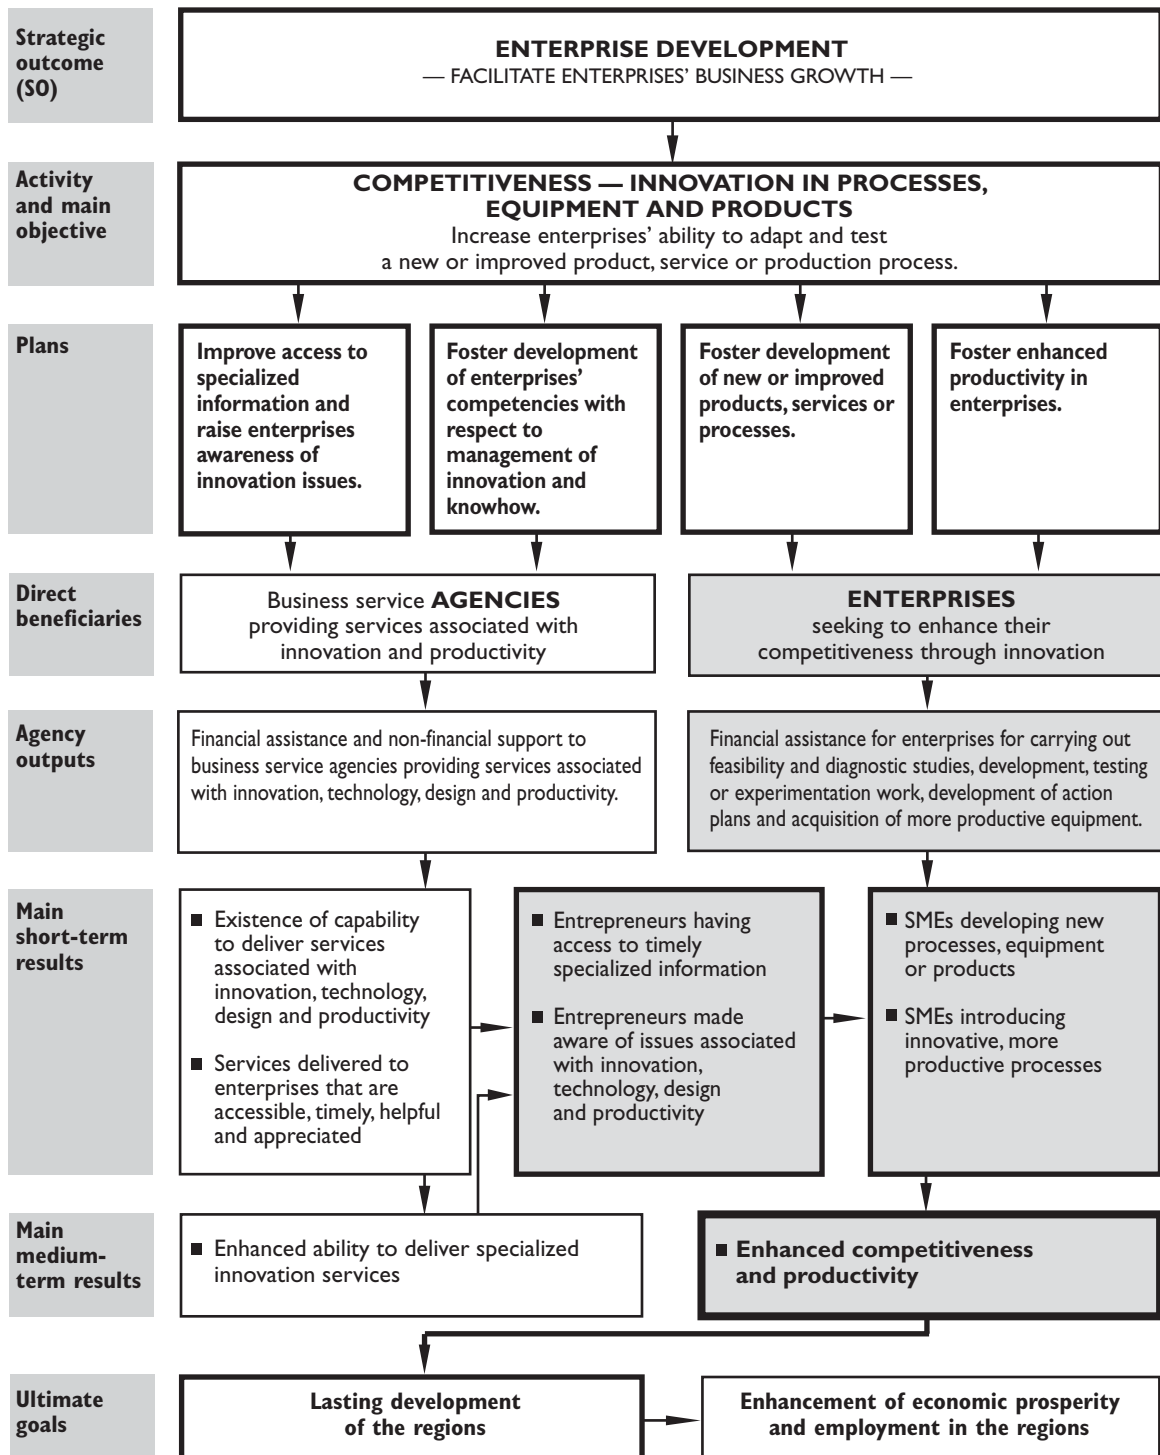 Strategic
outcome
(SO)
ENTERPRISE DEVELOPMENT
— FACILITATE ENTERPRISES’ BUSINESS GROWTH —
Activity
and main
objective
COMPETITIVENESS — INNOVATION IN PROCESSES,
EQUIPMENT AND PRODUCTS
Increase enterprises’ ability to adapt and test
a new or improved product, service or production process.
Plans
Improve access to
specialized
information and
raise enterprises
awareness of
innovation issues.
Foster development
of enterprises’
competencies with
respect to
management of
innovation and
knowhow.
Foster development
of new or improved
products, services or
processes.
Foster enhanced
productivity in
enterprises.
Direct
beneficiaries
Business service AGENCIES
providing services associated with
innovation and productivity
ENTERPRISES
seeking to enhance their
competitiveness through innovation
Agency
outputs
Financial assistance and non-financial support to
business service agencies providing services associated
with innovation, technology, design and productivity.
Financial assistance for enterprises for carrying out
feasibility and diagnostic studies, development, testing
or experimentation work, development of action
plans and acquisition of more productive equipment.
Main
short-term
results
■ Existence of capability
to deliver services
associated with
innovation, technology,
design and productivity
■ Services delivered to
enterprises that are
accessible, timely, helpful
and appreciated
■ Entrepreneurs having
access to timely
specialized information
■ Entrepreneurs made
aware of issues associated
with innovation,
technology, design
and productivity
■ SMEs developing new
processes, equipment
or products
■ SMEs introducing
innovative, more
productive processes
Main
medium-
term results
■ Enhanced ability to deliver specialized
innovation services
■ Enhanced competitiveness
and productivity
Ultimate
goals
Lasting development
of the regions
Enhancement of economic prosperity
and employment in the regions